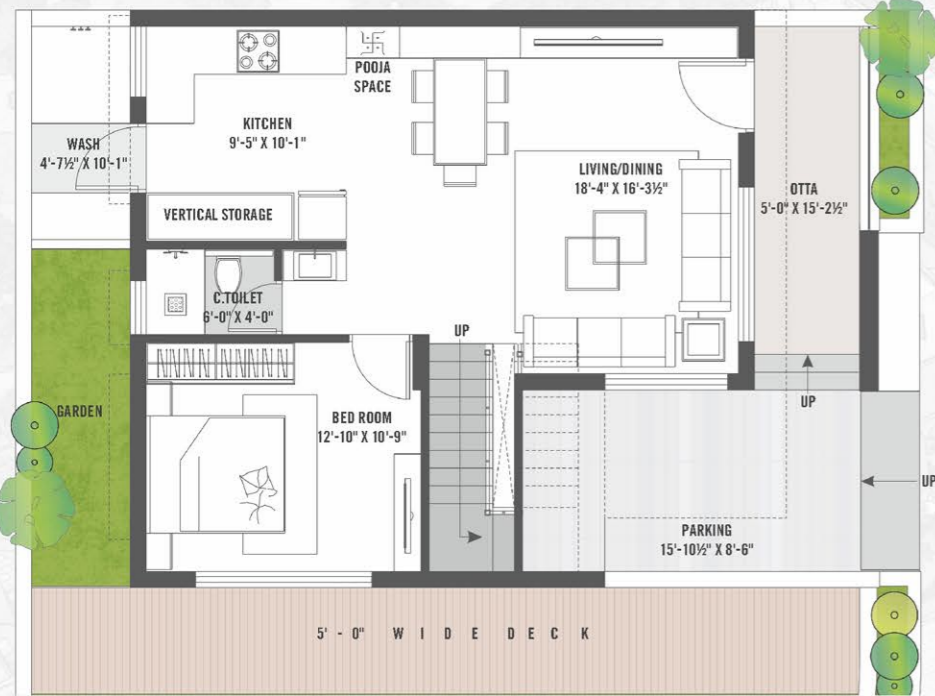 POOJA
SPACE
KITCHEN
9'-5" X 10'-1"
WASH
4'-7½" X 10'-1"
LIVING/DINING
18'-4" X 16'-3½"
OTTA
5'-0" X 15'-2½"
VERTICAL STORAGE
C.TOILET
6'-0" X 4'-0"
UP
UP
GARDEN
BED ROOM
12'-10" X 10'-9"
UP
PARKING
15'-10½" X 8'-6"
5' - 0" W I D E D E C K